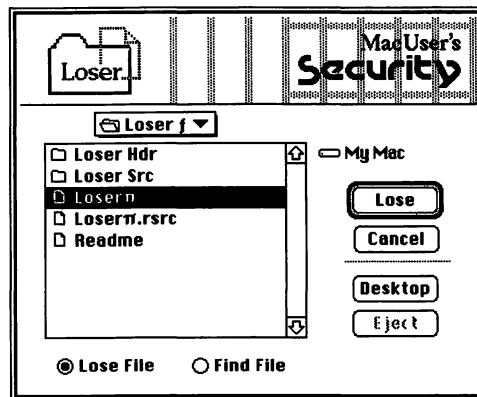 Loser
MacUser's
Security
Loser ƒ
Loser Hdr
Loser Src
Loserπ
Loserπ.rsrc
Readme
My Mac
Lose
Cancel
Desktop
Eject
Lose File
Find File